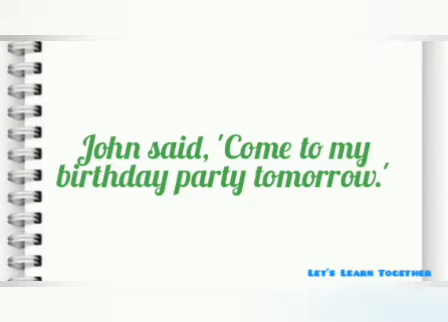 John said, 'Come to my
birthday party tomorrow.'
Let's Learn Together